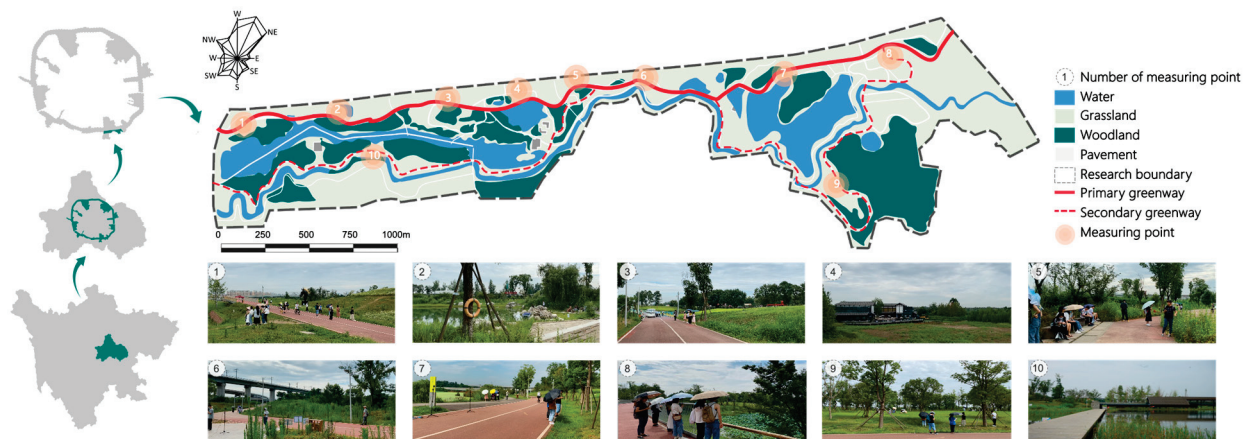 W
NE
NW
W
E
SW
SE
S
1
2
3
4
5
6
7
8
9
10
0 250 500 1000m
1 Number of measuring point
Water
Grassland
Woodland
Pavement
Research boundary
Primary greenway
Secondary greenway
Measuring point
1
2
3
4
5
6
7
8
9
10